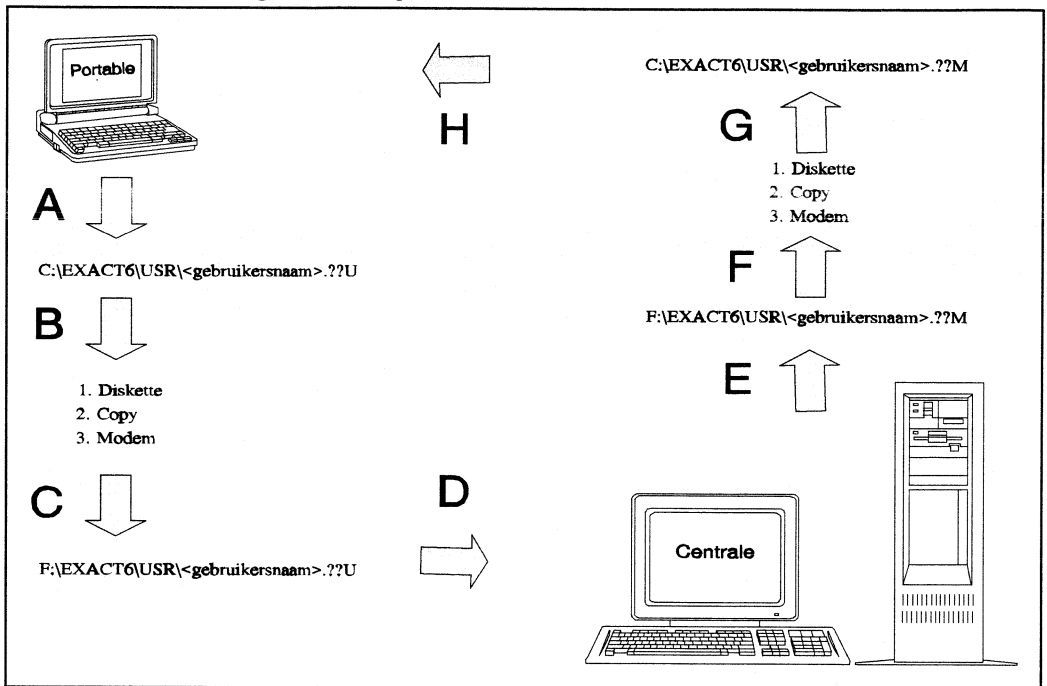 Portable
A
C:\EXACT6\USR\<gebruikersnaam>.??U
B
1. Diskette
2. Copy
3. Modem
C
F:\EXACT6\USR\<gebruikersnaam>.??U
D
Centrale
E
F:\EXACT6\USR\<gebruikersnaam>.??M
F
1. Diskette
2. Copy
3. Modem
G
C:\EXACT6\USR\<gebruikersnaam>.??M
H